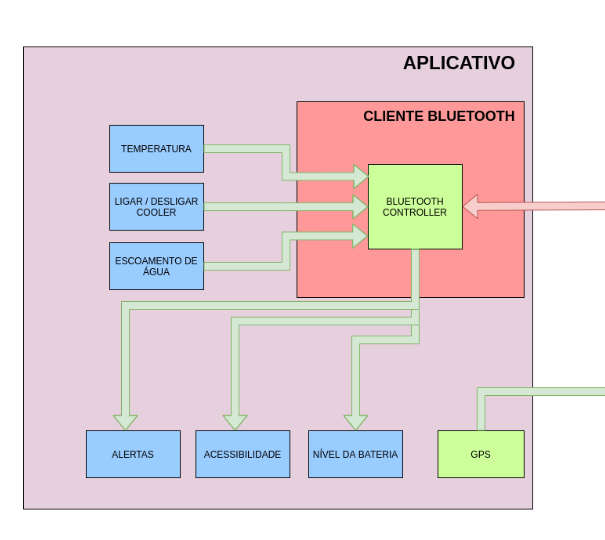 APLICATIVO
CLIENTE BLUETOOTH
TEMPERATURA
LIGAR / DESLIGAR
COOLER
BLUETOOTH
CONTROLLER
ESCOAMENTO DE
ÁGUA
ALERTAS
ACESSIBILIDADE
NÍVEL DA BATERIA
GPS